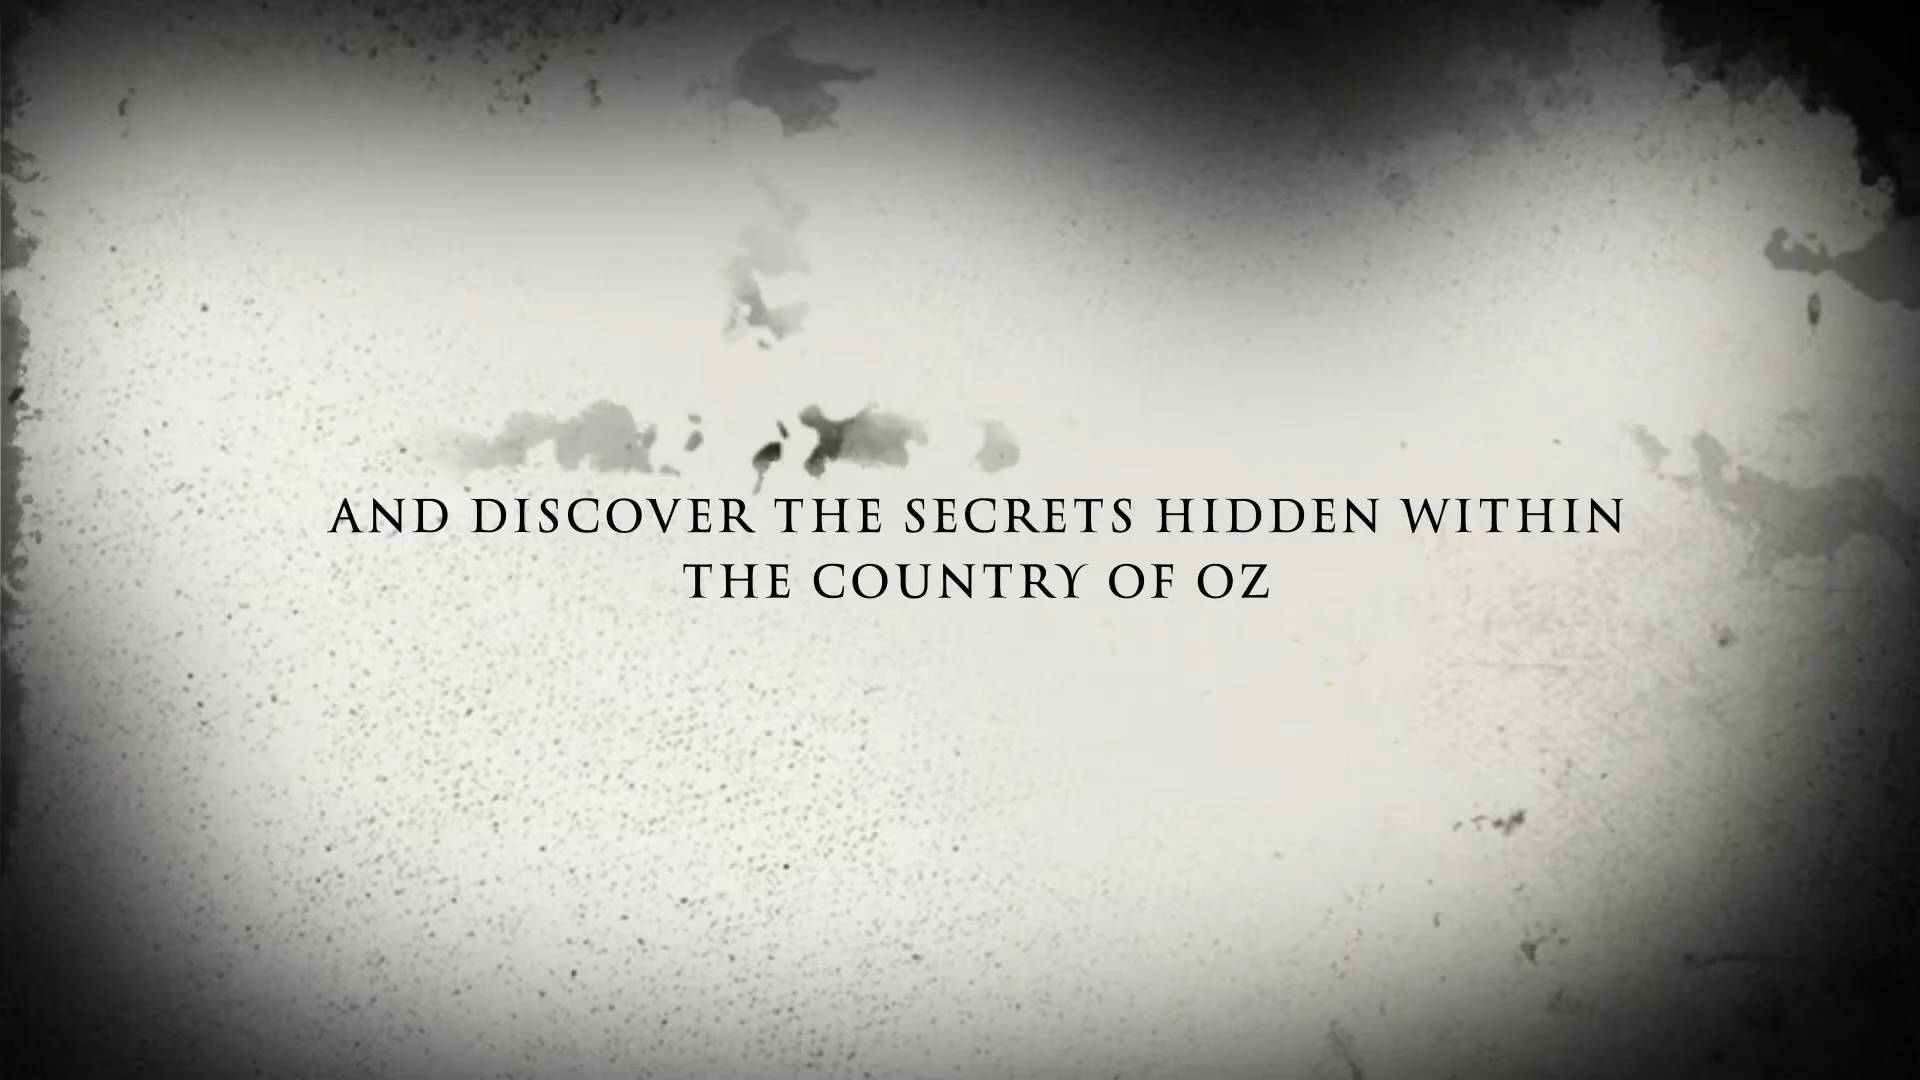 AND DISCOVER THE SECRETS HIDDEN WITHIN
THE COUNTRY OF OZ